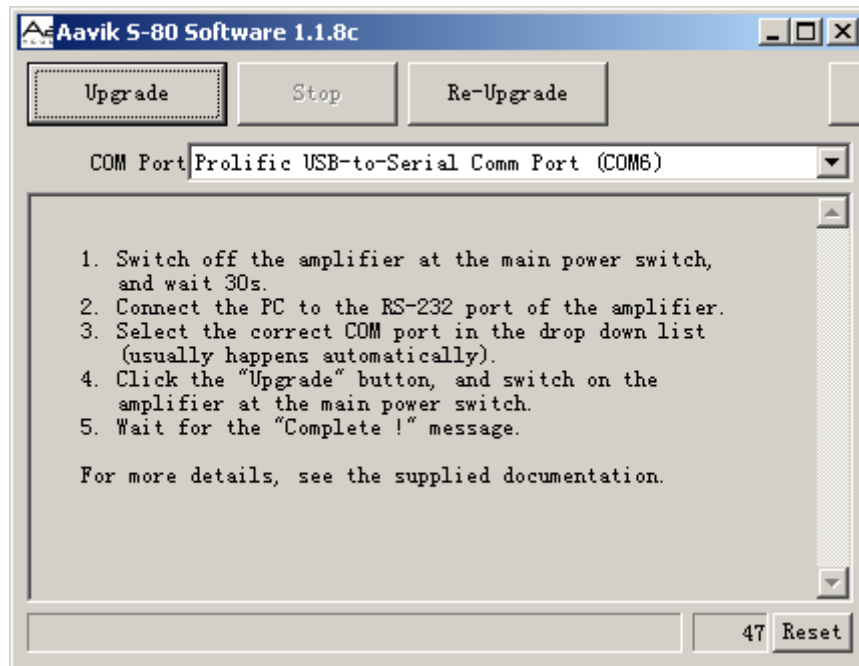 Aavik S-80 Software 1.1.8c
Upgrade Stop Re-Upgrade
COM Port Prolific USB-to-Serial Comm Port (COM6)
1. Switch off the amplifier at the main power switch,
and wait 30s.
2. Connect the PC to the RS-232 port of the amplifier.
3. Select the correct COM port in the drop down list
(usually happens automatically).
4. Click the "Upgrade" button, and switch on the
amplifier at the main power switch.
5. Wait for the "Complete !" message.
For more details, see the supplied documentation.
47 Reset